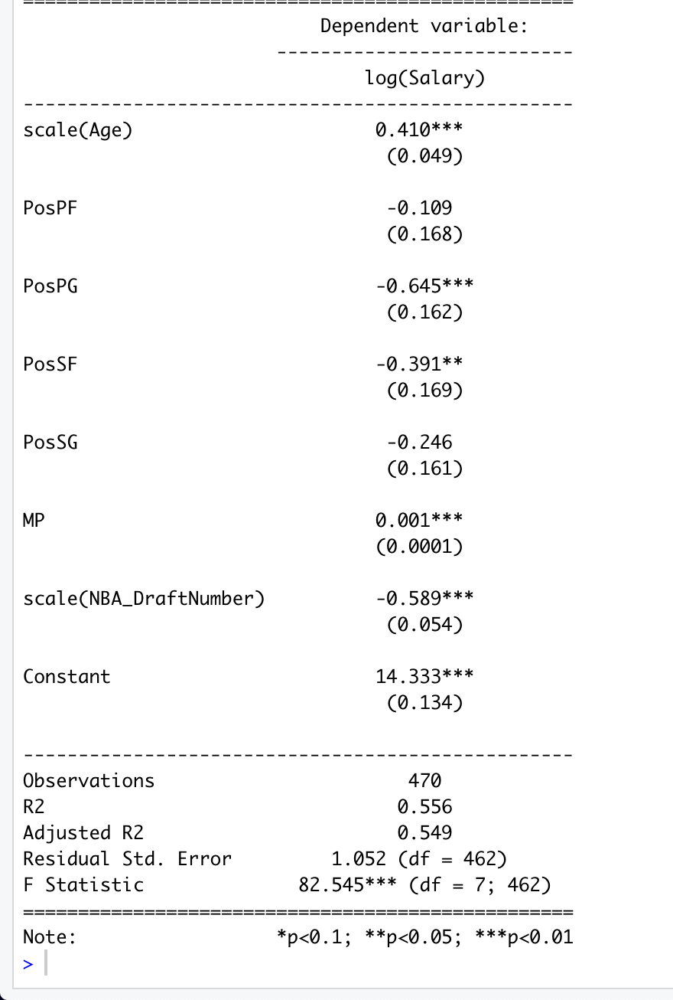 ==================================================
Dependent variable:
---------------------------
log(Salary)
--------------------------------------------------
scale(Age) 0.410***
(0.049)
PosPF -0.109
(0.168)
PosPG -0.645***
(0.162)
PosSF -0.391**
(0.169)
PosSG -0.246
(0.161)
MP 0.001***
(0.0001)
scale(NBA_DraftNumber) -0.589***
(0.054)
Constant 14.333***
(0.134)
--------------------------------------------------
Observations 470
R2 0.556
Adjusted R2 0.549
Residual Std. Error 1.052 (df = 462)
F Statistic 82.545*** (df = 7; 462)
==================================================
Note: *p<0.1; **p<0.05; ***p<0.01
>